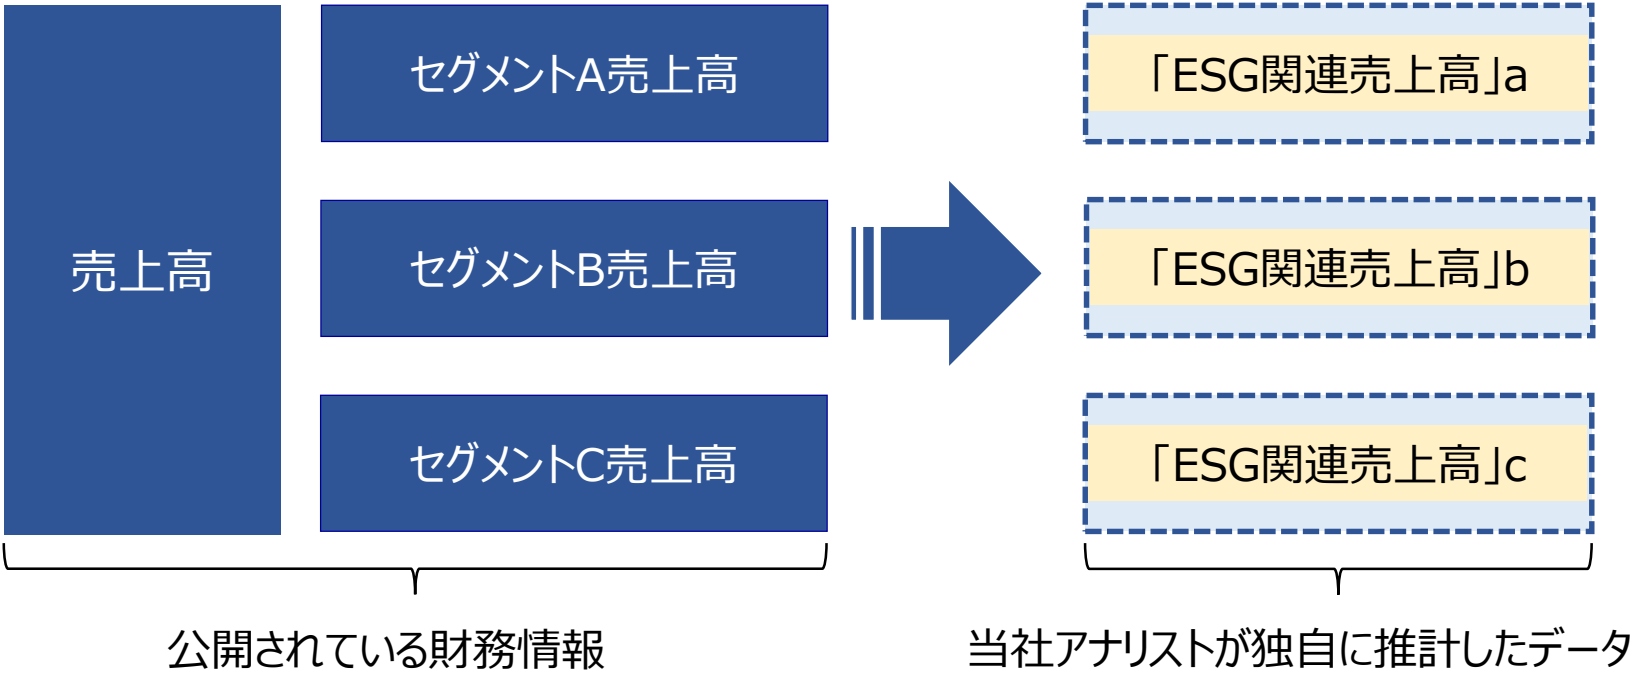 売上高
セグメントA売上高
セグメントB売上高
セグメントC売上高
「ESG関連売上高」a
「ESG関連売上高」b
「ESG関連売上高」c
公開されている財務情報
当社アナリストが独自に推計したデータ